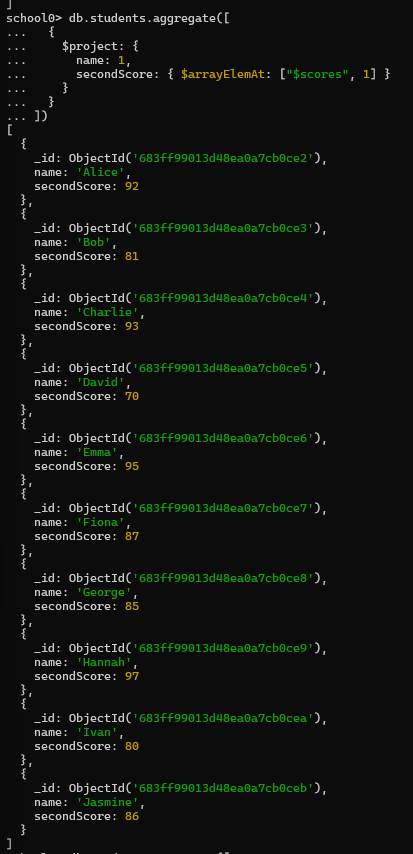 ]
school0> db.students.aggregate([
...   {
...     $project: {
...       name: 1,
...       secondScore: { $arrayElemAt: ["$scores", 1] }
...     }
...   }
... ])
[
  {
    _id: ObjectId('683ff99013d48ea0a7cb0ce2'),
    name: 'Alice',
    secondScore: 92
  },
  {
    _id: ObjectId('683ff99013d48ea0a7cb0ce3'),
    name: 'Bob',
    secondScore: 81
  },
  {
    _id: ObjectId('683ff99013d48ea0a7cb0ce4'),
    name: 'Charlie',
    secondScore: 93
  },
  {
    _id: ObjectId('683ff99013d48ea0a7cb0ce5'),
    name: 'David',
    secondScore: 70
  },
  {
    _id: ObjectId('683ff99013d48ea0a7cb0ce6'),
    name: 'Emma',
    secondScore: 95
  },
  {
    _id: ObjectId('683ff99013d48ea0a7cb0ce7'),
    name: 'Fiona',
    secondScore: 87
  },
  {
    _id: ObjectId('683ff99013d48ea0a7cb0ce8'),
    name: 'George',
    secondScore: 85
  },
  {
    _id: ObjectId('683ff99013d48ea0a7cb0ce9'),
    name: 'Hannah',
    secondScore: 97
  },
  {
    _id: ObjectId('683ff99013d48ea0a7cb0cea'),
    name: 'Ivan',
    secondScore: 80
  },
  {
    _id: ObjectId('683ff99013d48ea0a7cb0ceb'),
    name: 'Jasmine',
    secondScore: 86
  }
]